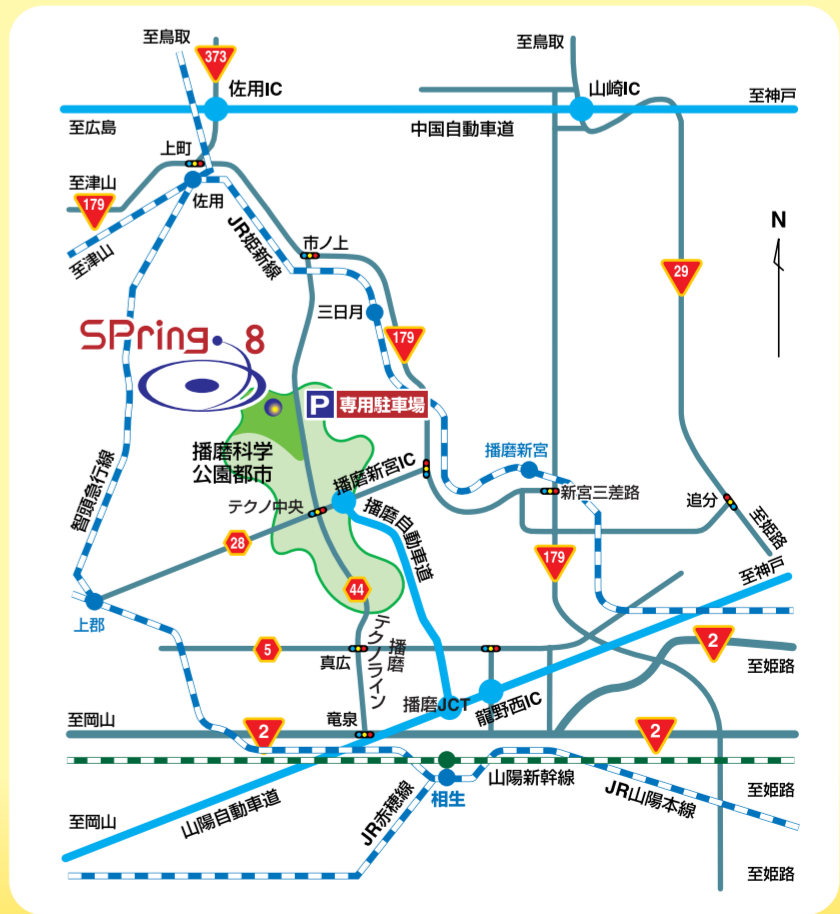 至鳥取
373
佐用IC
至鳥取
山崎IC
至神戸
至広島
中国自動車道
上町
至津山
179
佐用
至津山
JR姫新線
市ノ上
N
29
三日月
179
SPring・8
P 専用駐車場
播磨科学
公園都市
播磨新宮IC
播磨新宮
新宮三差路
追分
至姫路
テクノ中央
播磨自動車道
智頭急行線
28
179
至神戸
44
上郡
5
真広
播磨
テクノライン
2
至姫路
播磨JCT
龍野西IC
至岡山
2
竜泉
2
山陽新幹線
相生
至姫路
JR山陽本線
至岡山
山陽自動車道
JR赤穂線
至姫路